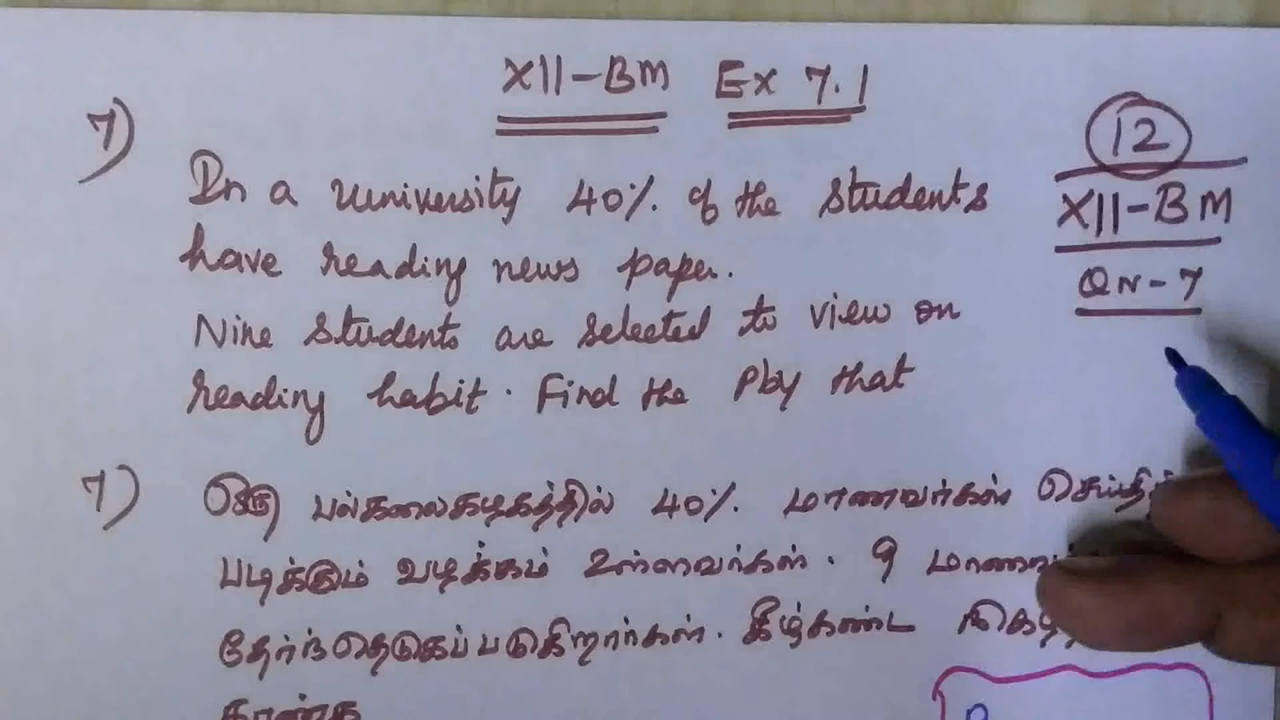 XII-BM Ex 7.1
7)
In a university 40% of the students
have reading news paper.
Nine students are selected to view on
reading habit. Find the Pby that
12
XII-BM
QN-7
7) ஒரு பல்கலைகழகத்தில் 40% மாணவர்கள்
படிக்கும் வழக்கம் உள்ளவர்கள். 9
தேர்ந்தெடுகப்படுகிறார்கள். கீழ்கண்ட
காண்க